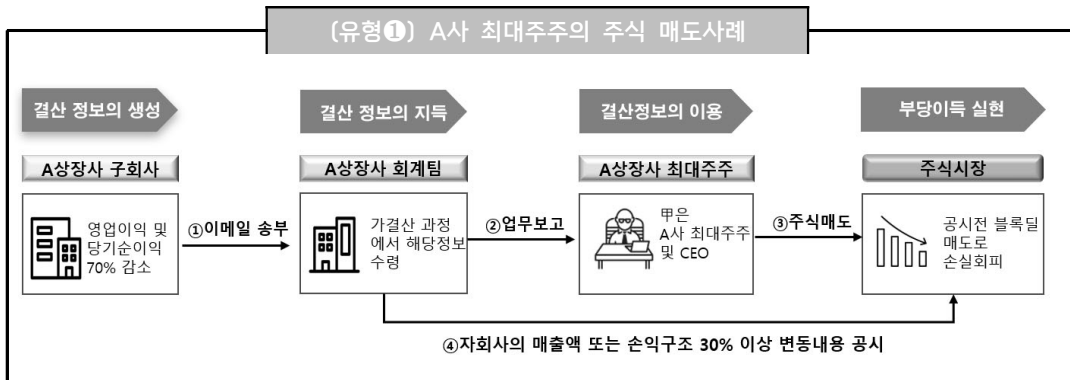 (유형❶) A사 최대주주의 주식 매도사례
결산 정보의 생성
결산 정보의 지득
결산정보의 이용
부당이득 실현
A상장사 子회사
A상장사 회계팀
A상장사 최대주주
주식시장
영업이익 및
당기순이익
70% 감소
①이메일 송부
가결산 과정
에서 해당정보
수령
②업무보고
甲은
A사 최대주주
및 CEO
③주식매도
공시전 블록딜
매도로
손실회피
④자회사의 매출액 또는 손익구조 30% 이상 변동내용 공시